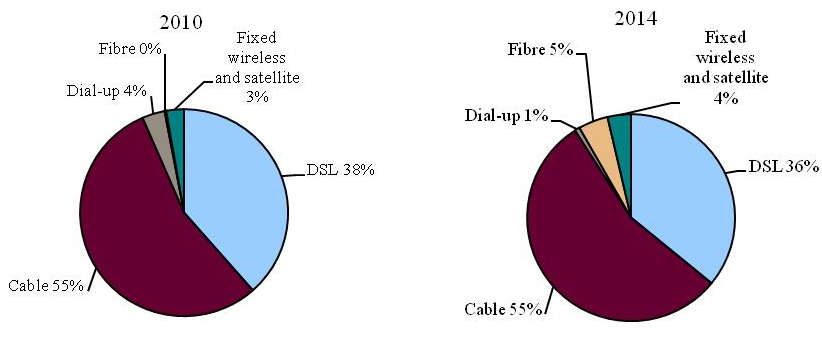 2010
Fibre 0%
Fixed
wireless
and satellite
3%
Dial-up 4%
DSL 38%
Cable 55%
2014
Fibre 5%
Fixed
wireless
and satellite
4%
Dial-up 1%
DSL 36%
Cable 55%